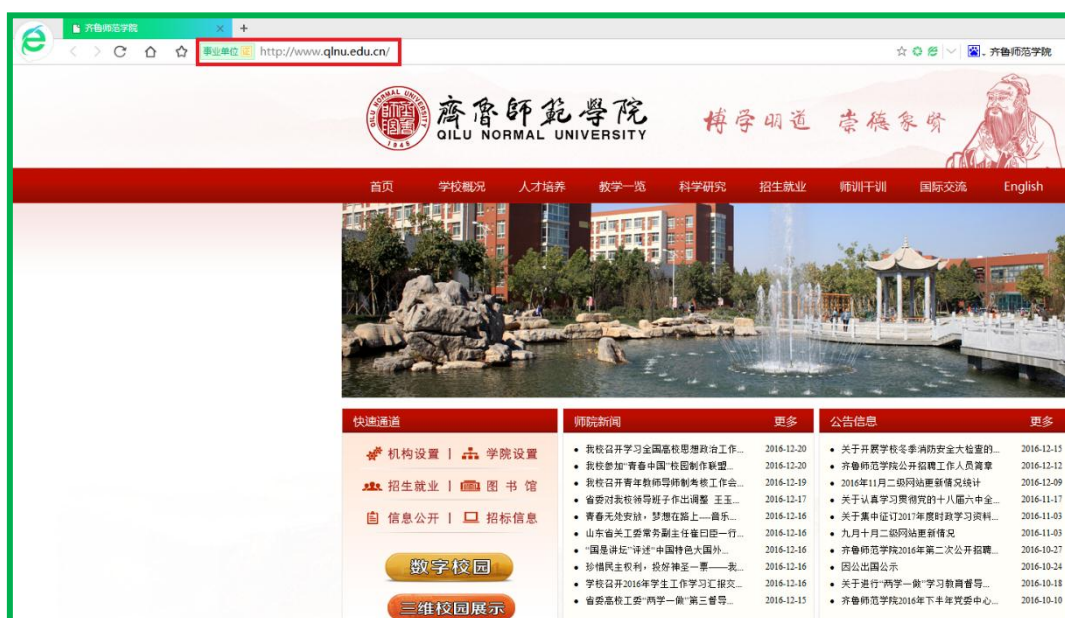 齐鲁师范学院
事业单位 证 http://www.qlnu.edu.cn/
齐鲁师范学院
QILU NORMAL UNIVERSITY
1948
齊魯師範學院
QILU NORMAL UNIVERSITY
博学明道 崇德象贤
首页 学校概况 人才培养 教学一览 科学研究 招生就业 师训干训 国际交流 English
快速通道
机构设置 | 学院设置
招生就业 | 图 书 馆
信息公开 | 招标信息
数字校园
三维校园展示
师院新闻 更多
• 我校召开学习全国高校思想政治工作... 2016-12-20
• 我校参加“青春中国”校园制作联盟... 2016-12-20
• 我校召开青年教师导师制考核工作会... 2016-12-19
• 省委对我校领导班子作出调整 王玉... 2016-12-17
• 青春无处安放，梦想在路上——音乐... 2016-12-16
• 山东省关工委常务副主任崔曰臣一行... 2016-12-16
• “国是讲坛”评述“中国特色大国外... 2016-12-16
• 珍惜民主权利，投好神圣一票——我... 2016-12-16
• 学校召开2016年学生工作学习汇报交... 2016-12-16
• 省委高校工委“两学一做”第三督导... 2016-12-15
公告信息 更多
• 关于开展学校冬季消防安全大检查的... 2016-12-15
• 齐鲁师范学院公开招聘工作人员简章 2016-12-12
• 2016年11月二级网站更新情况统计 2016-12-09
• 关于认真学习贯彻党的十八届六中全... 2016-11-17
• 关于集中征订2017年度时政学习资料... 2016-11-03
• 九月十月二级网站更新情况 2016-11-03
• 齐鲁师范学院2016年第二次公开招聘... 2016-10-27
• 因公出国公示 2016-10-24
• 关于进行“两学一做”学习教育督导... 2016-10-18
• 齐鲁师范学院2016年下半年党委中心... 2016-10-10